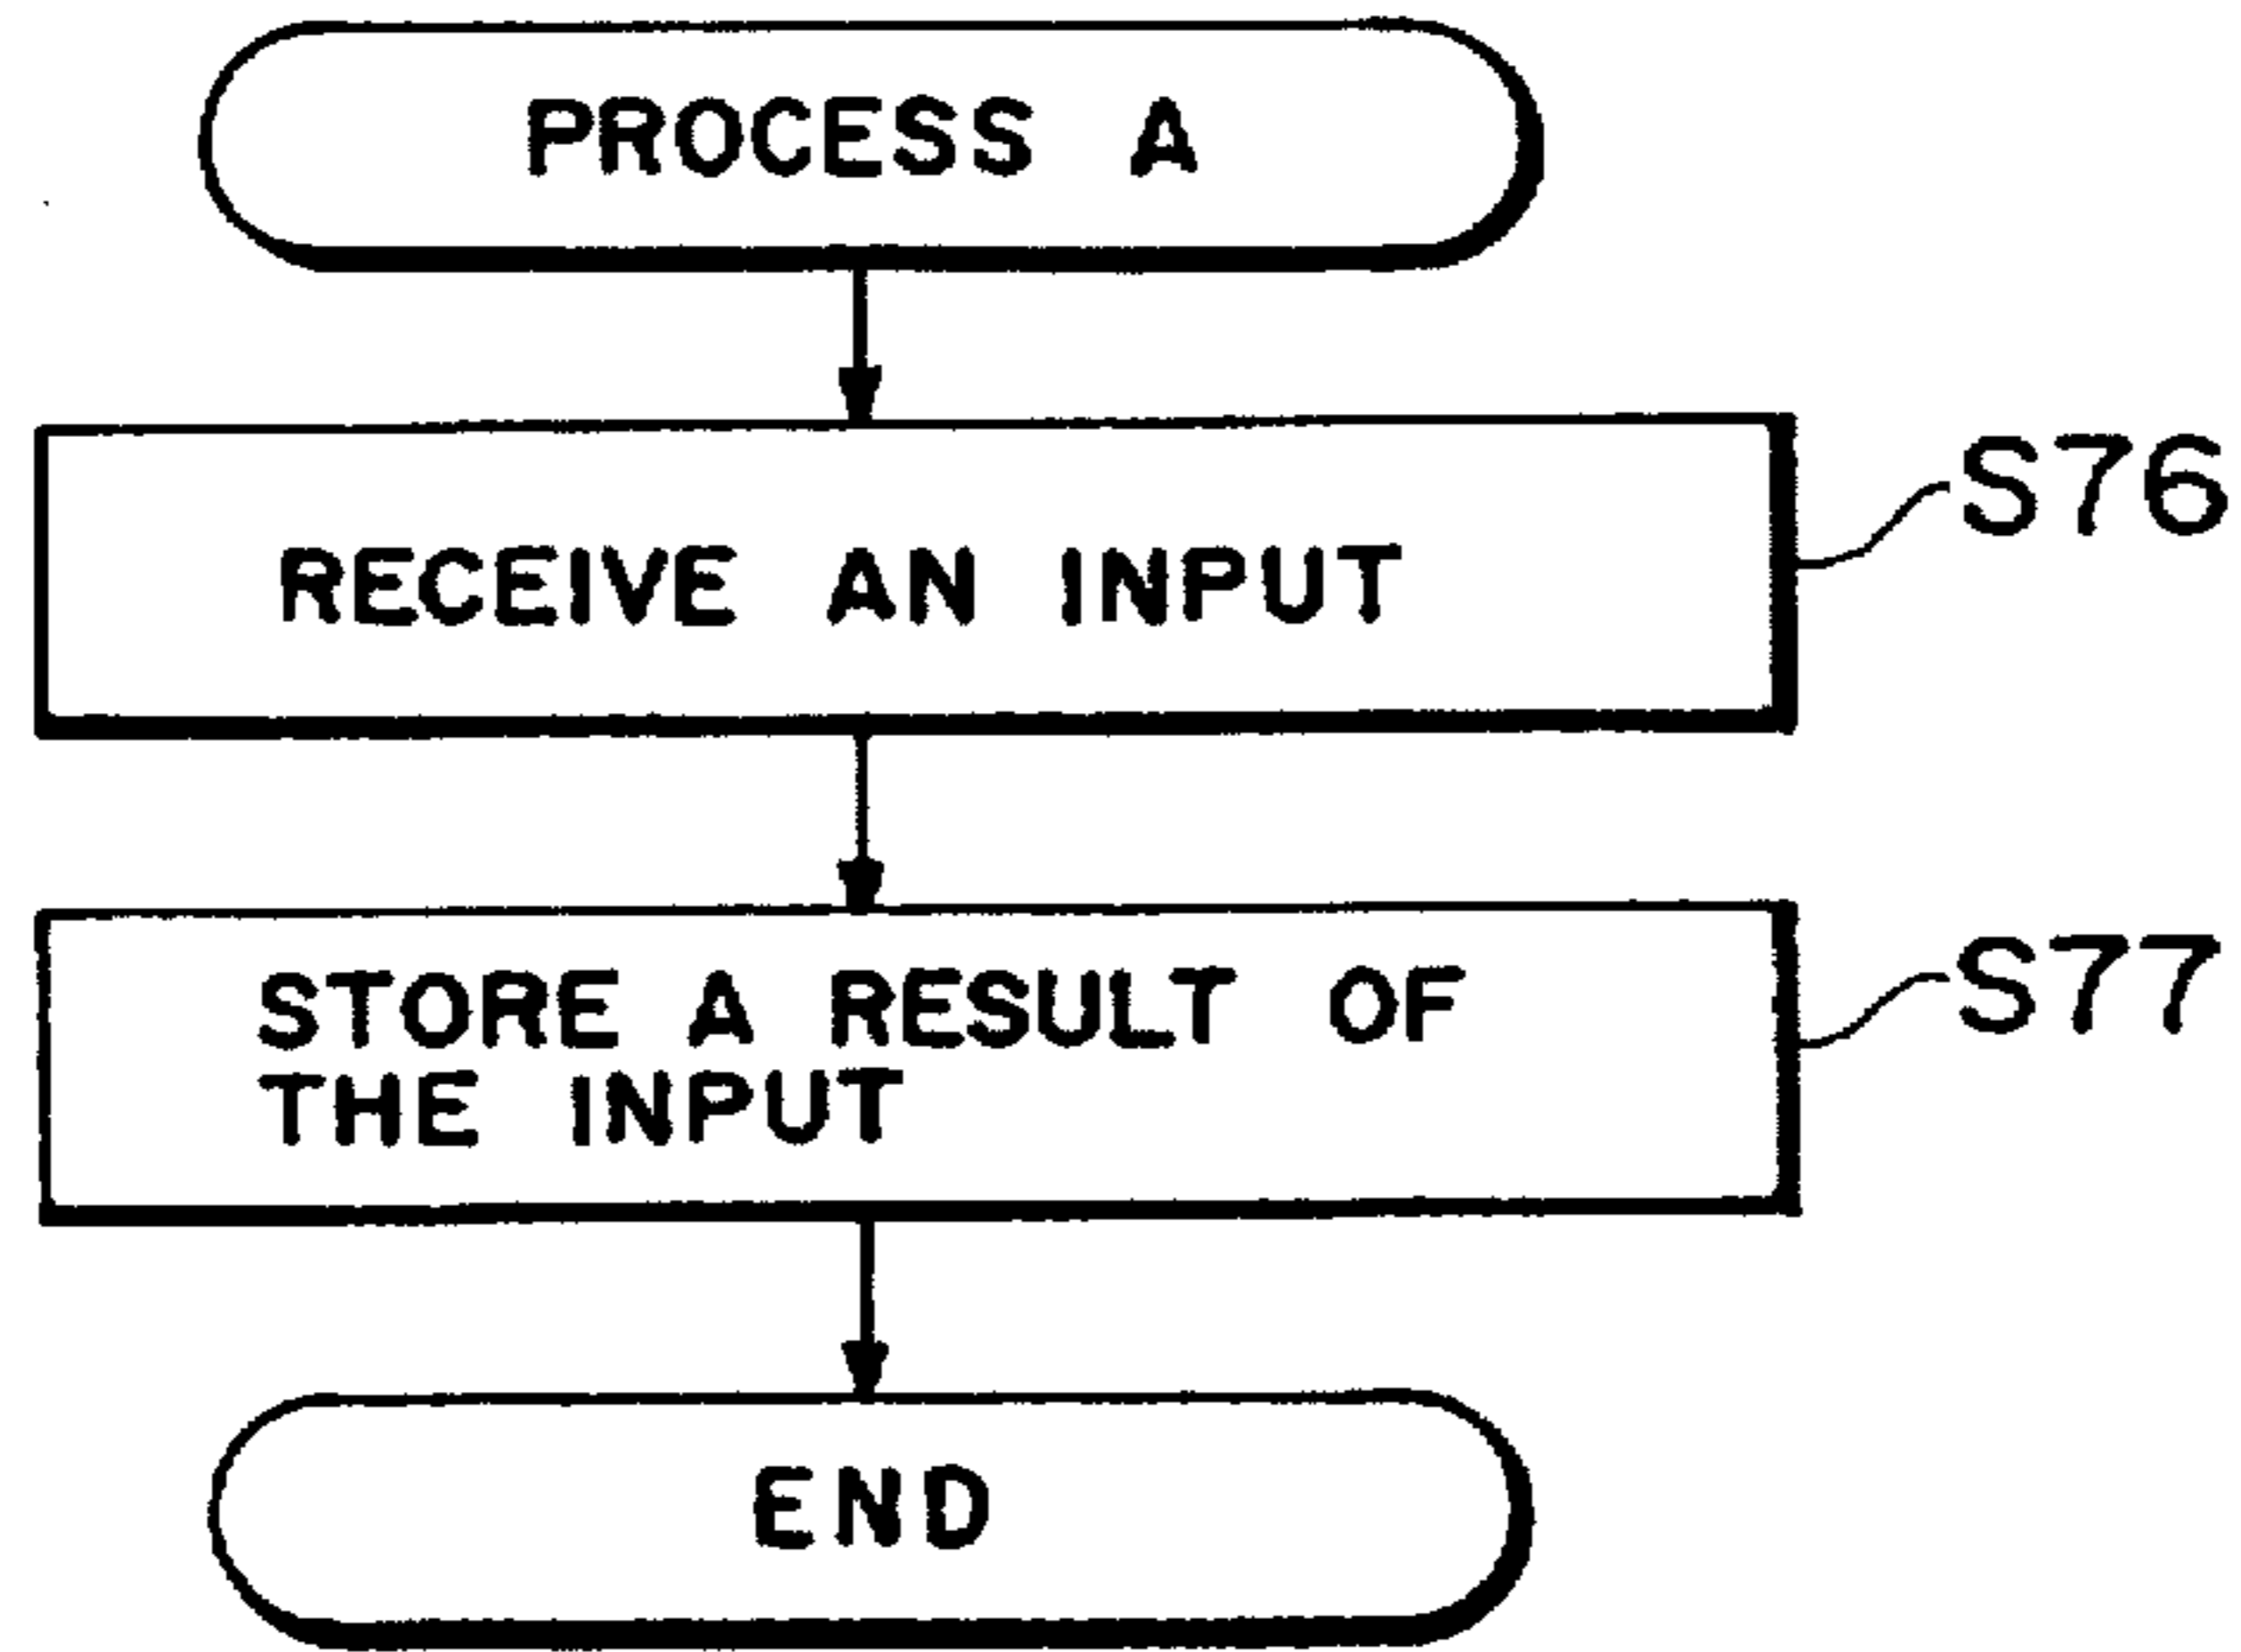 PROCESS A
RECEIVE AN INPUT
S76
STORE A RESULT OF
THE INPUT
S77
END